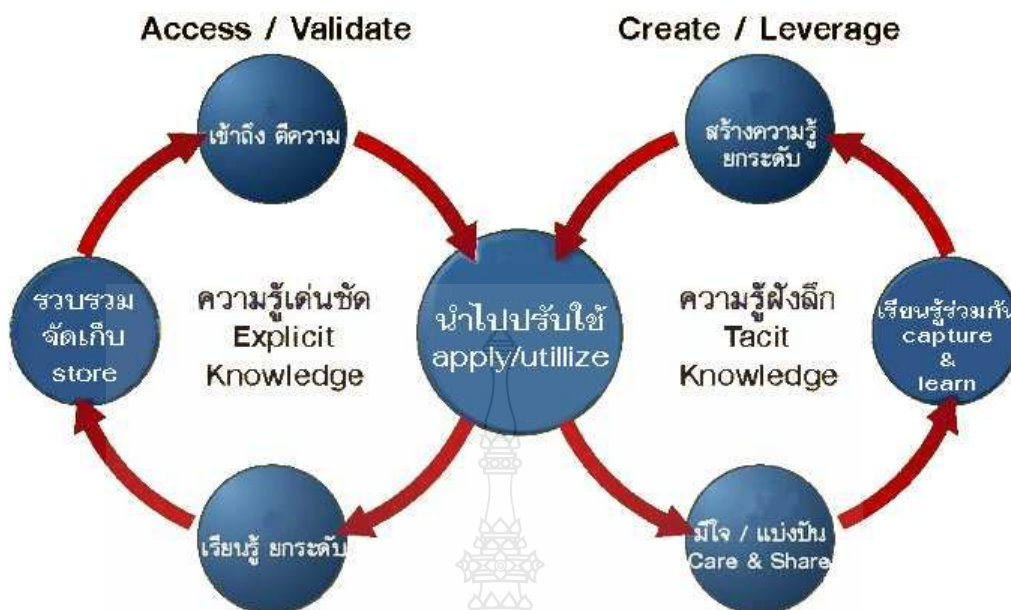 Access / Validate
Create / Leverage
เข้าถึง ตีความ
สร้างความรู้
ยกระดับ
รวบรวม
จัดเก็บ
store
ความรู้เด่นชัด
Explicit
Knowledge
นำไปปรับใช้
apply/utillize
ความรู้ฝังลึก
Tacit
Knowledge
เรียนรู้ร่วมกัน
capture
&
learn
เรียนรู้ ยกระดับ
มีใจ / แบ่งปัน
Care & Share